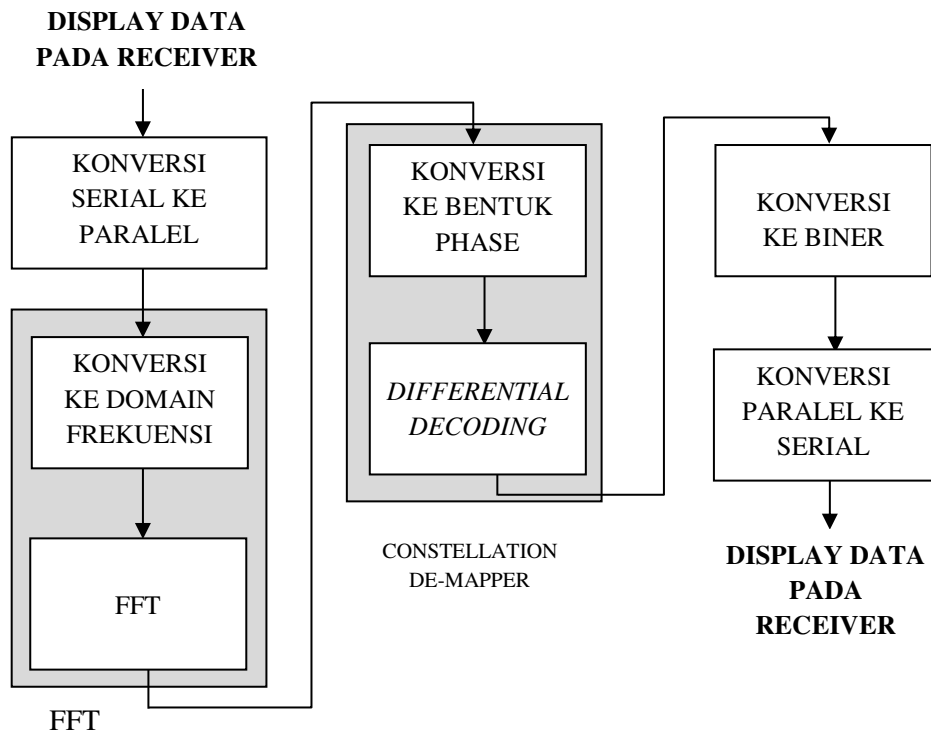 DISPLAY DATA
PADA RECEIVER
KONVERSI
SERIAL KE
PARALEL
KONVERSI
KE DOMAIN
FREKUENSI
FFT
FFT
KONVERSI
KE BENTUK
PHASE
DIFFERENTIAL
DECODING
CONSTELLATION
DE-MAPPER
KONVERSI
KE BINER
KONVERSI
PARALEL KE
SERIAL
DISPLAY DATA
PADA
RECEIVER